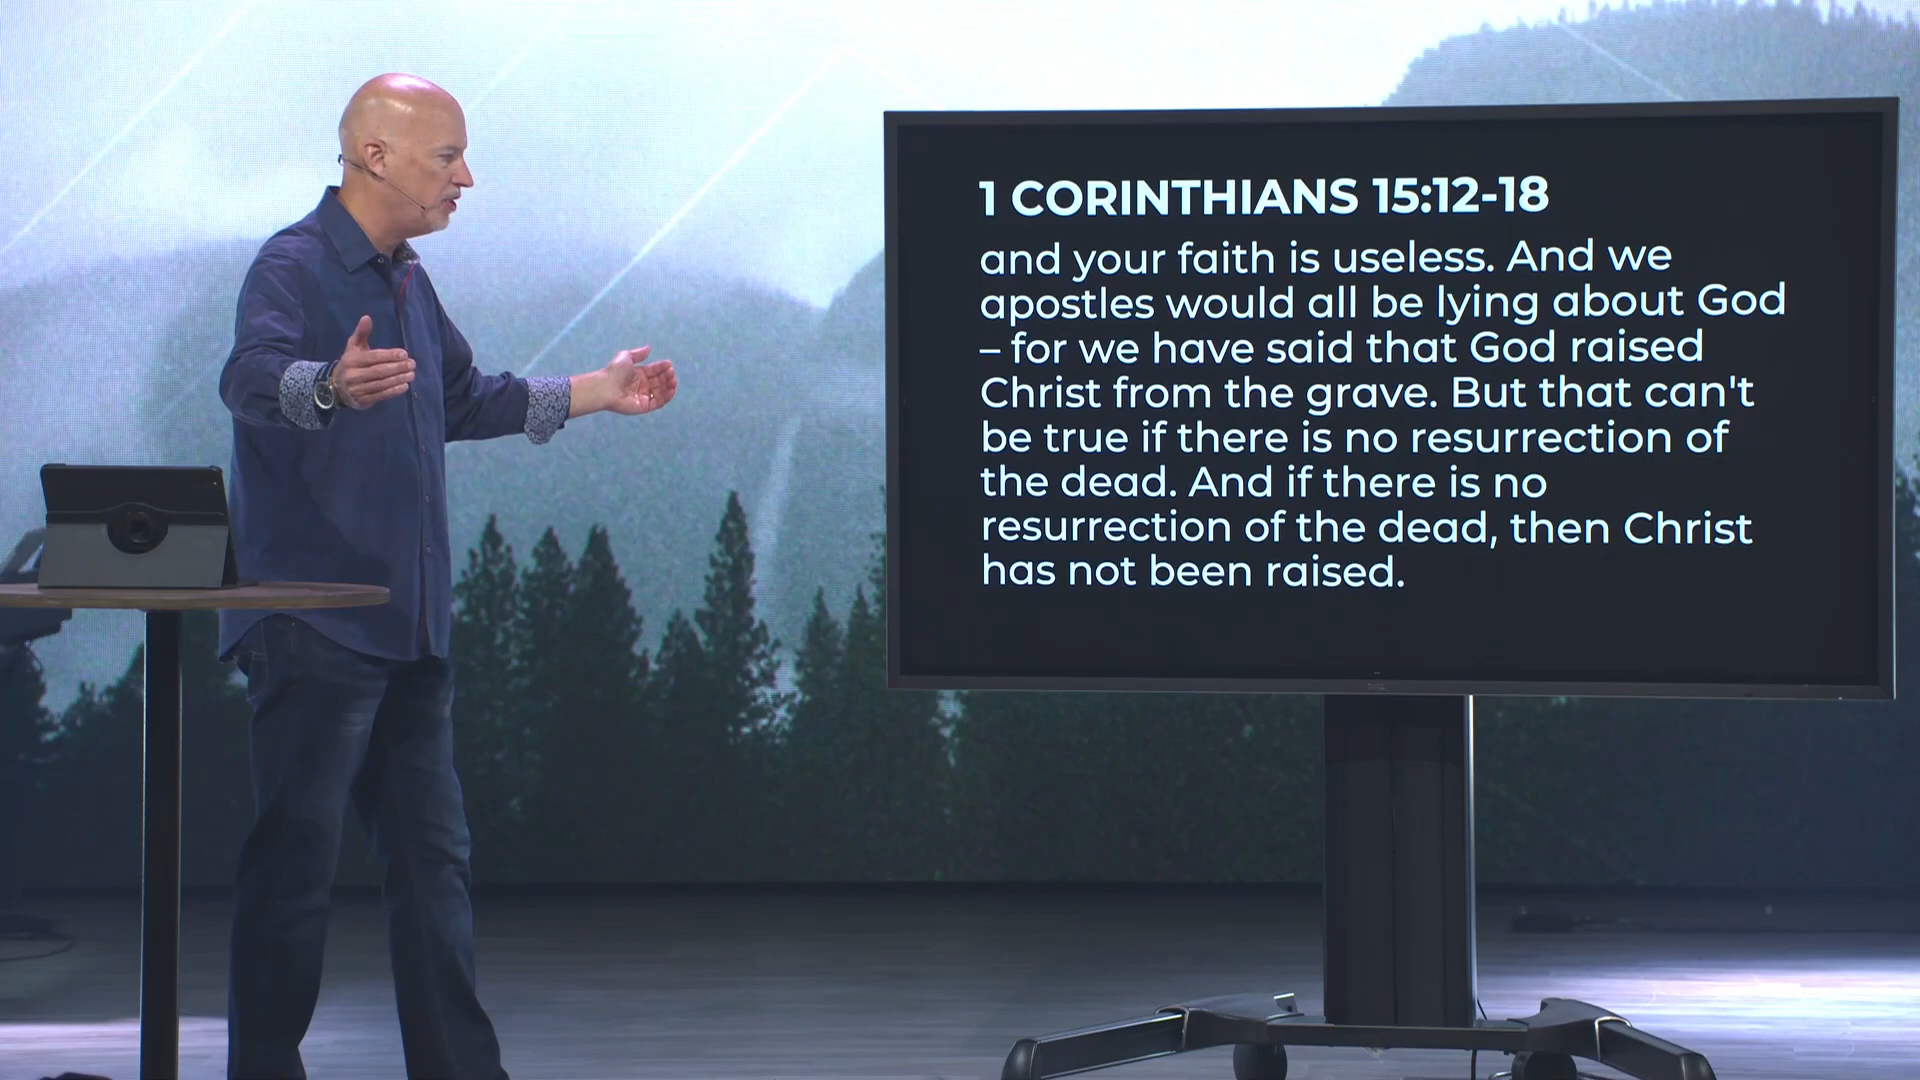 1 CORINTHIANS 15:12-18
and your faith is useless. And we
apostles would all be lying about God
– for we have said that God raised
Christ from the grave. But that can't
be true if there is no resurrection of
the dead. And if there is no
resurrection of the dead, then Christ
has not been raised.